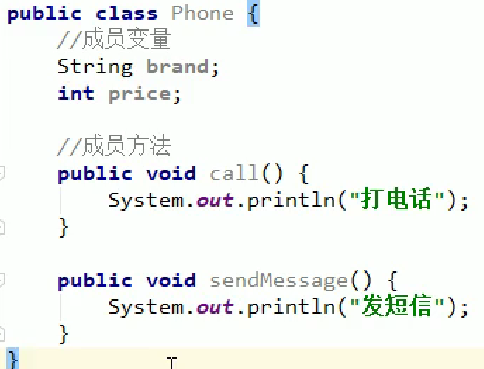 public class Phone {
//成员变量
String brand;
int price;
//成员方法
public void call() {
System.out.println("打电话");
}
public void sendMessage() {
System.out.println("发短信");
}
}